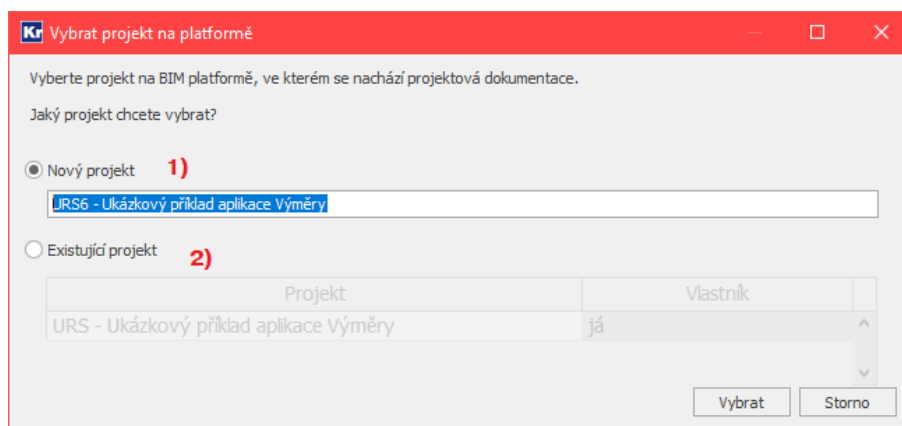 Kr Vybrat projekt na platformě
Vyberte projekt na BIM platformě, ve kterém se nachází projektová dokumentace.
Jaký projekt chcete vybrat?
Nový projekt 1)
URS6 - Ukázkový příklad aplikace Výměry
Existující projekt 2)
Projekt Vlastník
URS - Ukázkový příklad aplikace Výměry já
Vybrat Storno